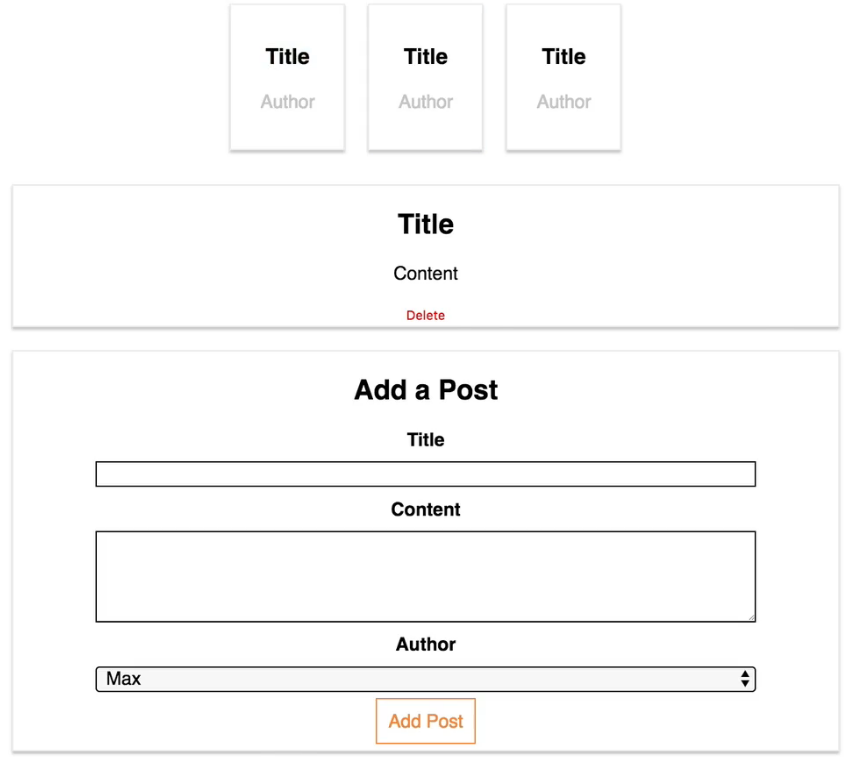 Title Title Title
Author Author Author
Title
Content
Delete
Add a Post
Title
Content
Author
Max
Add Post